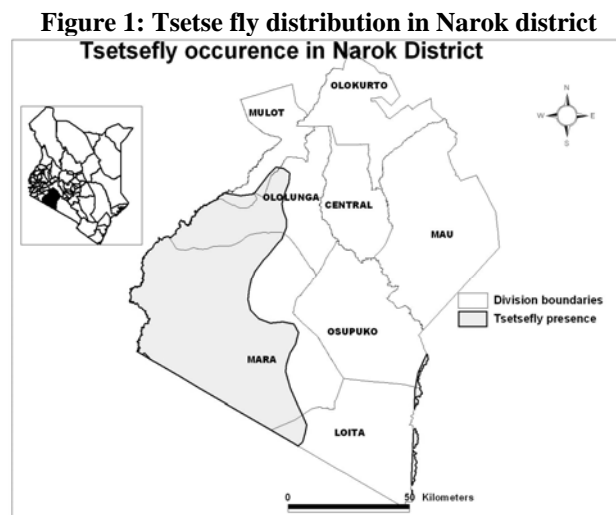 Figure 1: Tsetse fly distribution in Narok district
Tsetsefly occurence in Narok District
OLOKURTO
MULOT
N
W E
S
OLOLUNGA
CENTRAL
MAU
Division boundaries
Tsetsefly presence
OSUPUKO
MARA
LOITA
0 50 Kilometers